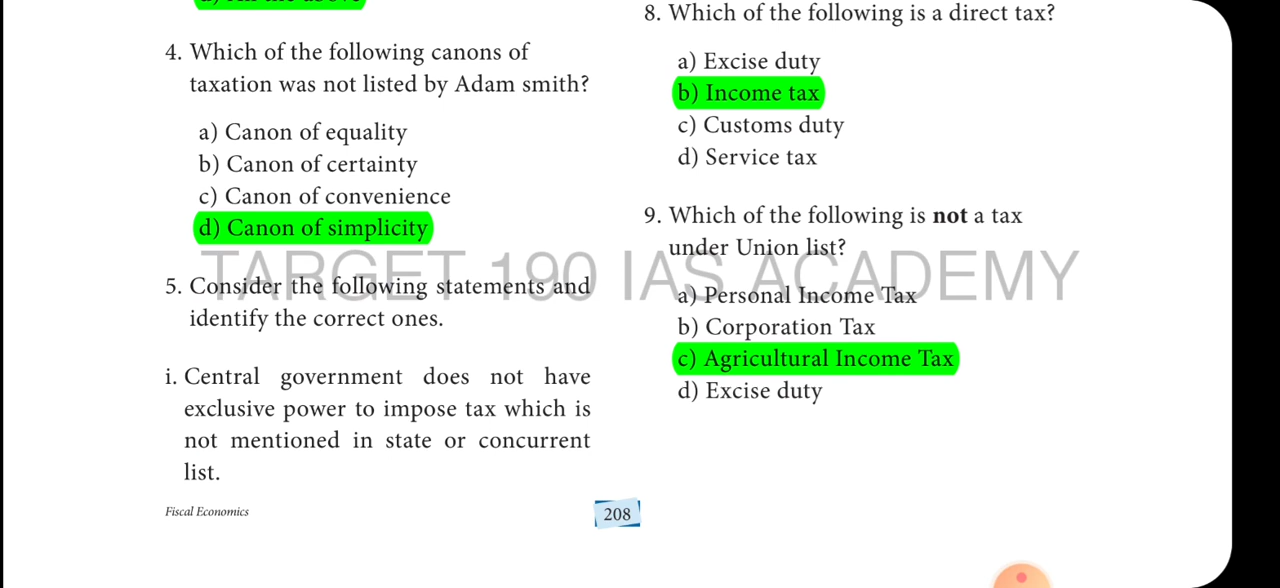 4. Which of the following canons of
taxation was not listed by Adam smith?
a) Canon of equality
b) Canon of certainty
c) Canon of convenience
d) Canon of simplicity
5. Consider the following statements and
identify the correct ones.
i. Central government does not have
exclusive power to impose tax which is
not mentioned in state or concurrent
list.
8. Which of the following is a direct tax?
a) Excise duty
b) Income tax
c) Customs duty
d) Service tax
9. Which of the following is not a tax
under Union list?
a) Personal Income Tax
b) Corporation Tax
c) Agricultural Income Tax
d) Excise duty
TARGET 190 IAS ACADEMY
Fiscal Economics
208